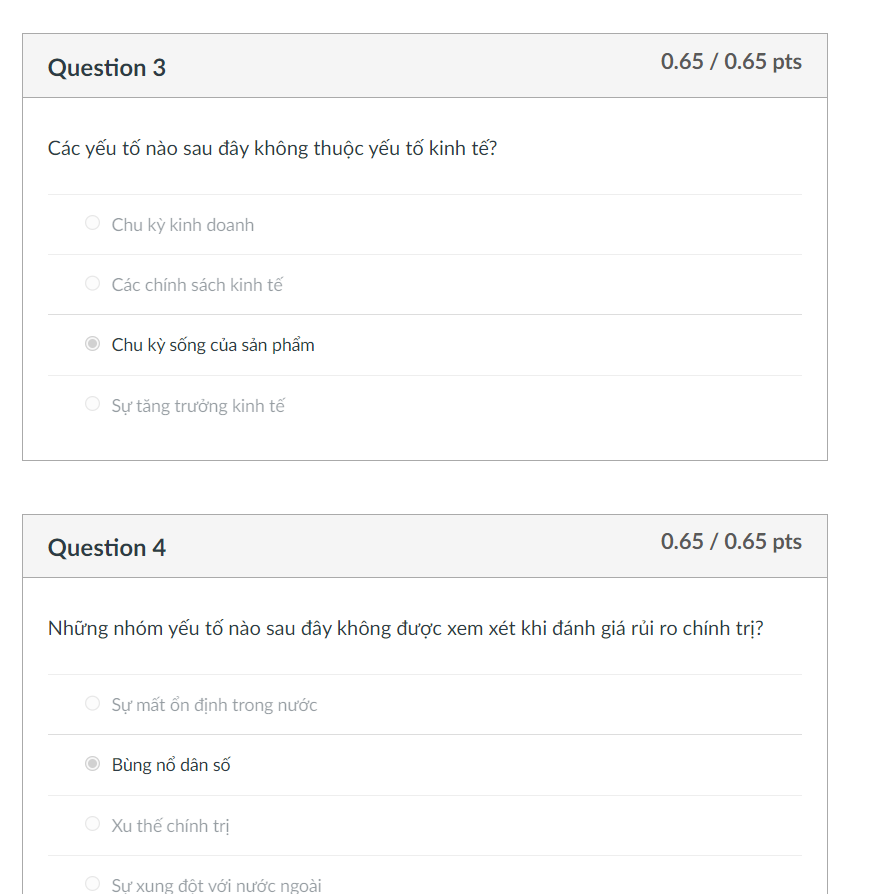 Question 3
0.65 / 0.65 pts
Các yếu tố nào sau đây không thuộc yếu tố kinh tế?
Chu kỳ kinh doanh
Các chính sách kinh tế
Chu kỳ sống của sản phẩm
Sự tăng trưởng kinh tế
Question 4
0.65 / 0.65 pts
Những nhóm yếu tố nào sau đây không được xem xét khi đánh giá rủi ro chính trị?
Sự mất ổn định trong nước
Bùng nổ dân số
Xu thế chính trị
Sự xung đột với nước ngoài